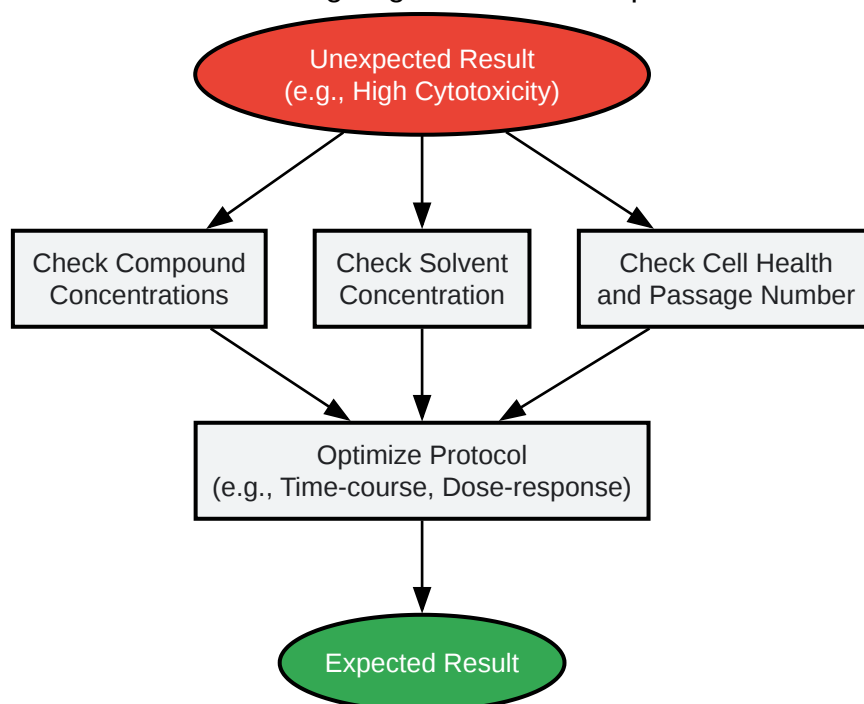 Unexpected Result
(e.g., High Cytotoxicity)
Check Compound
Concentrations
Check Solvent
Concentration
Check Cell Health
and Passage Number
Optimize Protocol
(e.g., Time-course, Dose-response)
Expected Result